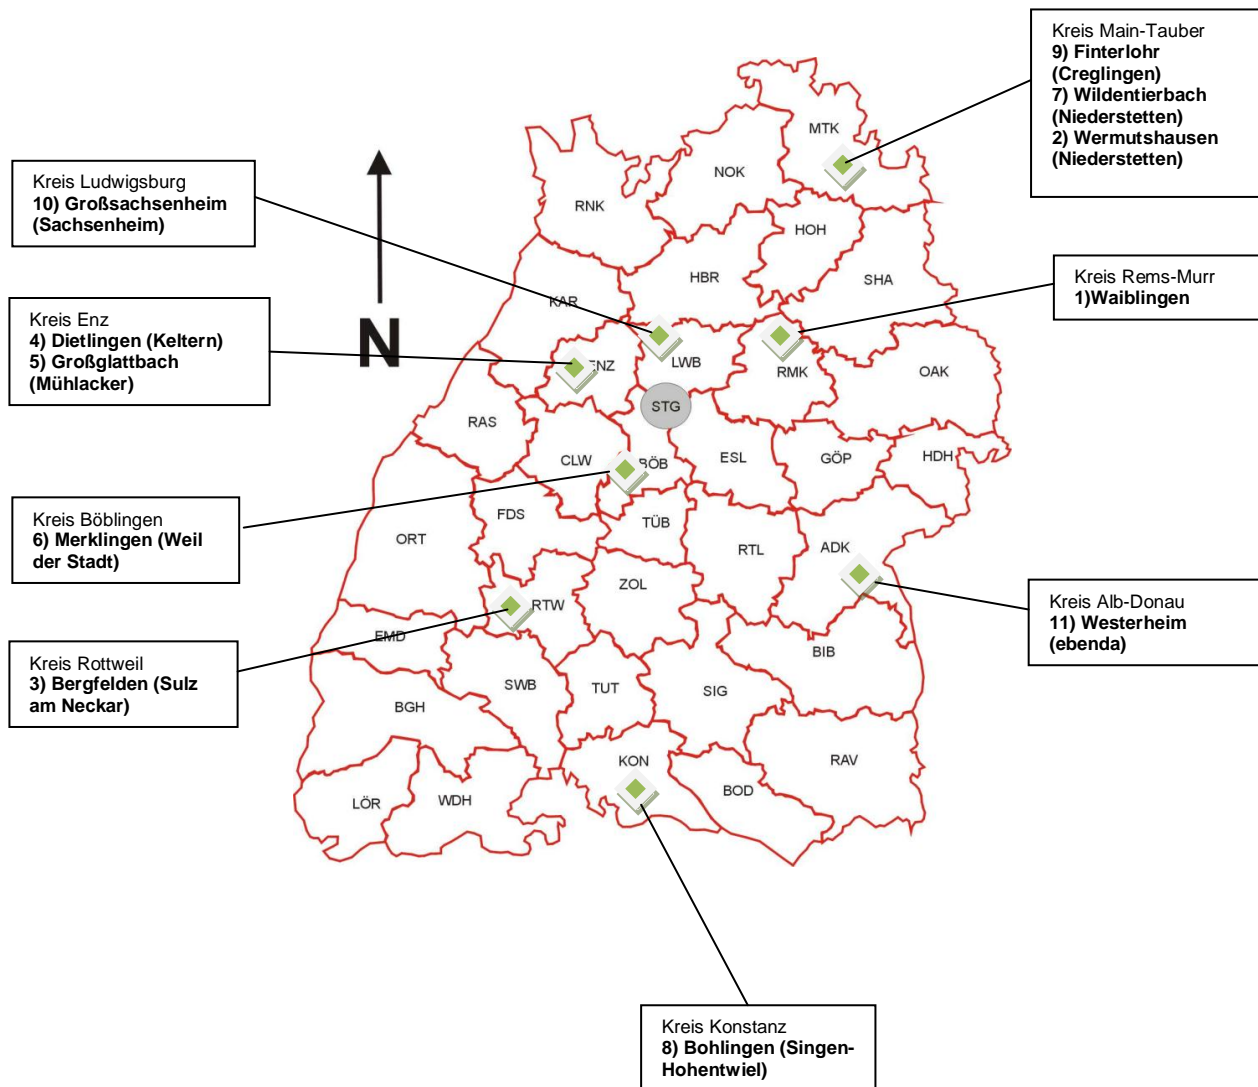 Kreis Main-Tauber
9) Finterlohr
(Creglingen)
7) Wildentierbach
(Niederstetten)
2) Wermutshausen
(Niederstetten)
Kreis Ludwigsburg
10) Großsachsenheim
(Sachsenheim)
Kreis Rems-Murr
1)Waiblingen
Kreis Enz
4) Dietlingen (Keltern)
5) Großglattbach
(Mühlacker)
Kreis Böblingen
6) Merklingen (Weil
der Stadt)
Kreis Alb-Donau
11) Westerheim
(ebenda)
Kreis Rottweil
3) Bergfelden (Sulz
am Neckar)
Kreis Konstanz
8) Bohlingen (Singen-
Hohentwiel)
N
MTK
NOK
RNK
HOH
HBR
SHA
KAR
ENZ
LWB
RMK
OAK
STG
RAS
CLW
BÖB
ESL
GÖP
HDH
FDS
TÜB
ORT
RTL
ADK
ZOL
RTW
EMD
BIB
SWB
TUT
SIG
BGH
KON
RAV
BOD
LÖR
WDH